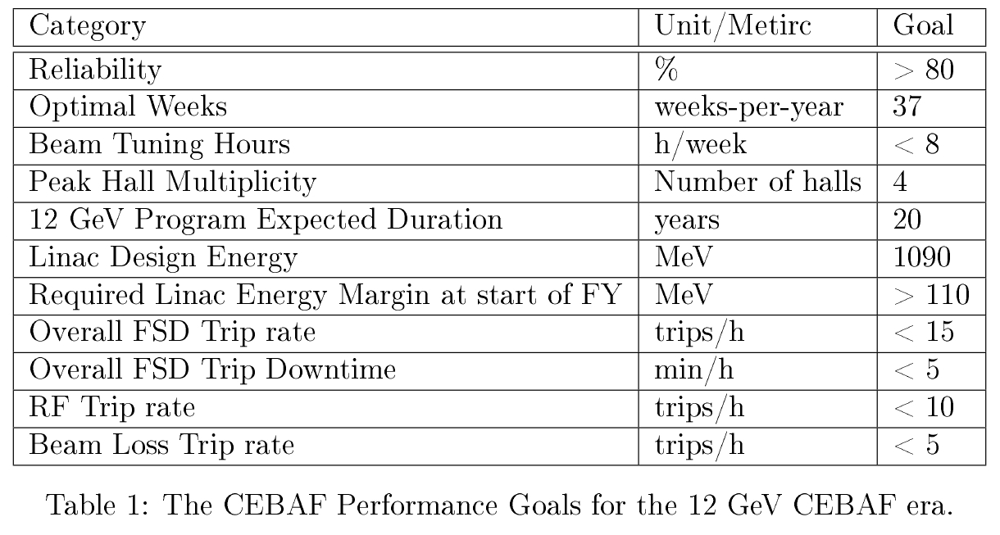 Category Unit/Metirc Goal
Reliability % > 80
Optimal Weeks weeks-per-year 37
Beam Tuning Hours h/week < 8
Peak Hall Multiplicity Number of halls 4
12 GeV Program Expected Duration years 20
Linac Design Energy MeV 1090
Required Linac Energy Margin at start of FY MeV > 110
Overall FSD Trip rate trips/h < 15
Overall FSD Trip Downtime min/h < 5
RF Trip rate trips/h < 10
Beam Loss Trip rate trips/h < 5
Table 1: The CEBAF Performance Goals for the 12 GeV CEBAF era.